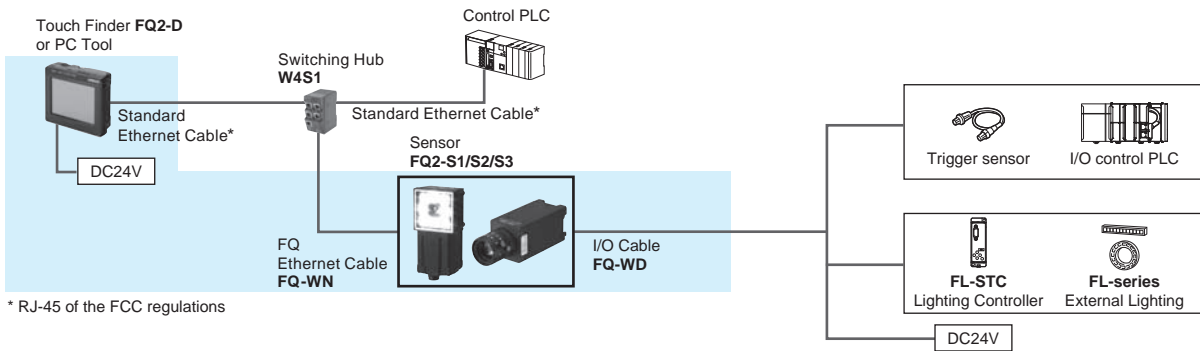 Touch Finder FQ2-D
or PC Tool
Control PLC
Switching Hub
W4S1
Standard
Ethernet Cable*
Standard Ethernet Cable*
DC24V
Sensor
FQ2-S1/S2/S3
FQ
Ethernet Cable
FQ-WN
I/O Cable
FQ-WD
* RJ-45 of the FCC regulations
Trigger sensor
I/O control PLC
FL-STC
Lighting Controller
FL-series
External Lighting
DC24V